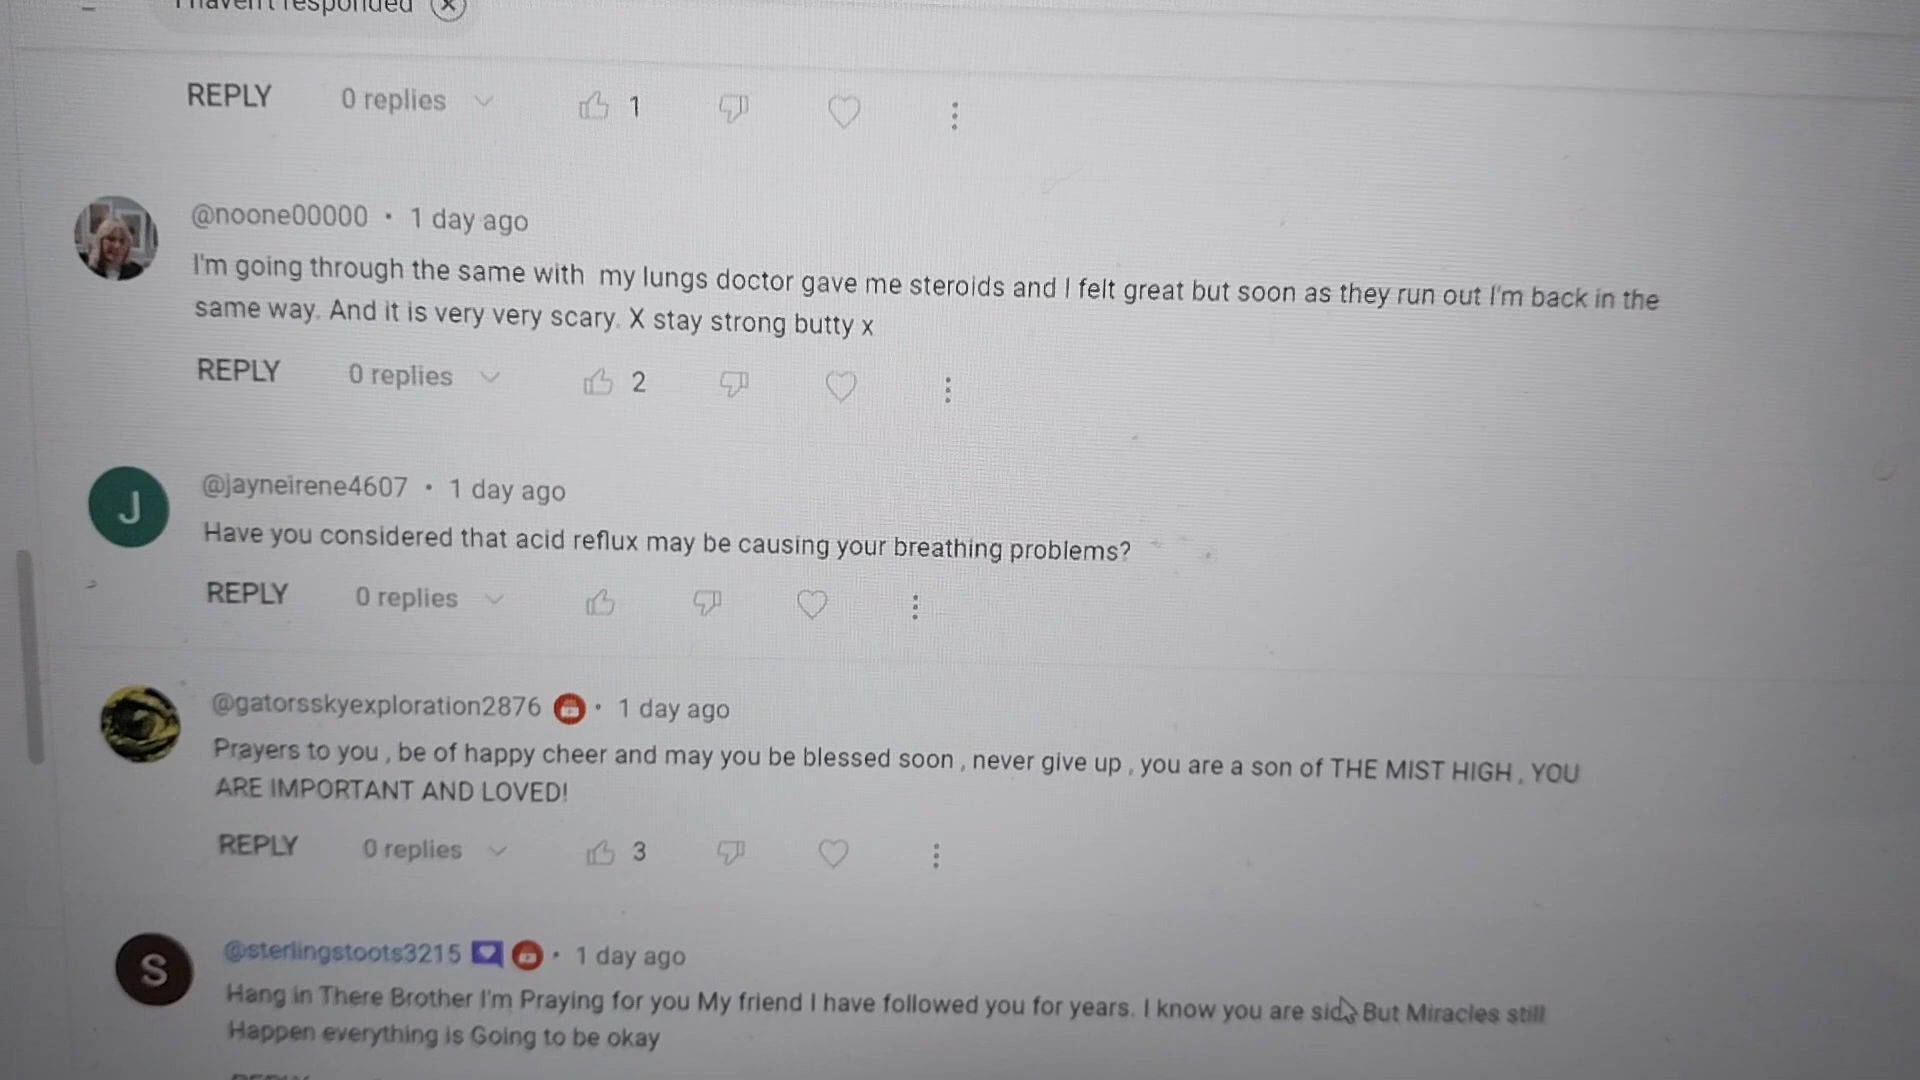 I haven't responded
REPLY 0 replies 1
@noone00000 • 1 day ago
I'm going through the same with my lungs doctor gave me steroids and I felt great but soon as they run out I'm back in the
same way. And it is very very scary. X stay strong butty x
REPLY 0 replies 2
J
@jayneirene4607 • 1 day ago
Have you considered that acid reflux may be causing your breathing problems?
REPLY 0 replies
@gatorsskyexploration2876 • 1 day ago
Prayers to you , be of happy cheer and may you be blessed soon , never give up , you are a son of THE MIST HIGH , YOU
ARE IMPORTANT AND LOVED!
REPLY 0 replies 3
S
@sterlingstoots3215 • 1 day ago
Hang in There Brother I'm Praying for you My friend I have followed you for years. I know you are But Miracles still
Happen everything is Going to be okay